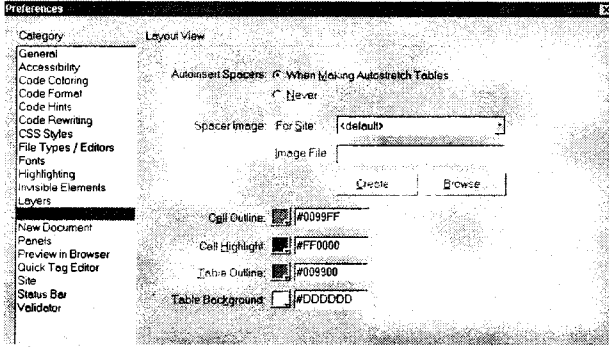 Preferences
Category
General
Accessibility
Code Coloring
Code Format
Code Hints
Code Rewriting
CSS Styles
File Types / Editors
Fonts
Highlighting
Invisible Elements
Layers
New Document
Panels
Preview in Browser
Quick Tag Editor
Site
Status Bar
Validator
Layout View
Autoinsert Spacers: When Making Autostretch Tables
Never
Spacer Image: For Site: <default>
Image File
Create Browse...
Cell Outline: #0099FF
Cell Highlight: #FF0000
Table Outline: #009900
Table Background: #DDDDDD